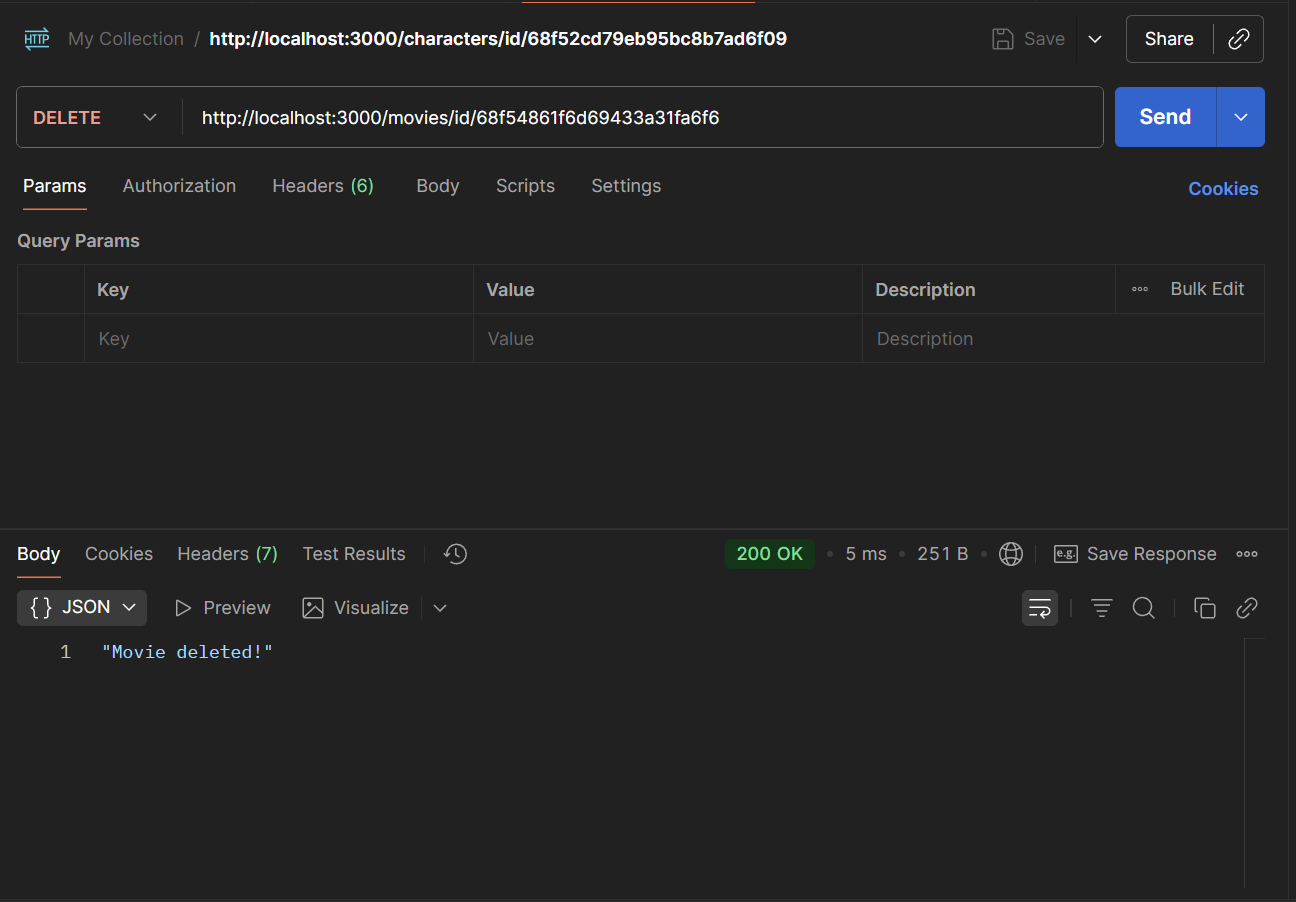 HTTP My Collection / http://localhost:3000/characters/id/68f52cd79eb95bc8b7ad6f09 Save Share
DELETE http://localhost:3000/movies/id/68f54861f6d69433a31fa6f6 Send
Params Authorization Headers (6) Body Scripts Settings Cookies
Query Params
Key Value Description Bulk Edit
Key Value Description
Body Cookies Headers (7) Test Results 200 OK • 5 ms • 251 B • e.g. Save Response
{} JSON Preview Visualize
1 "Movie deleted!"